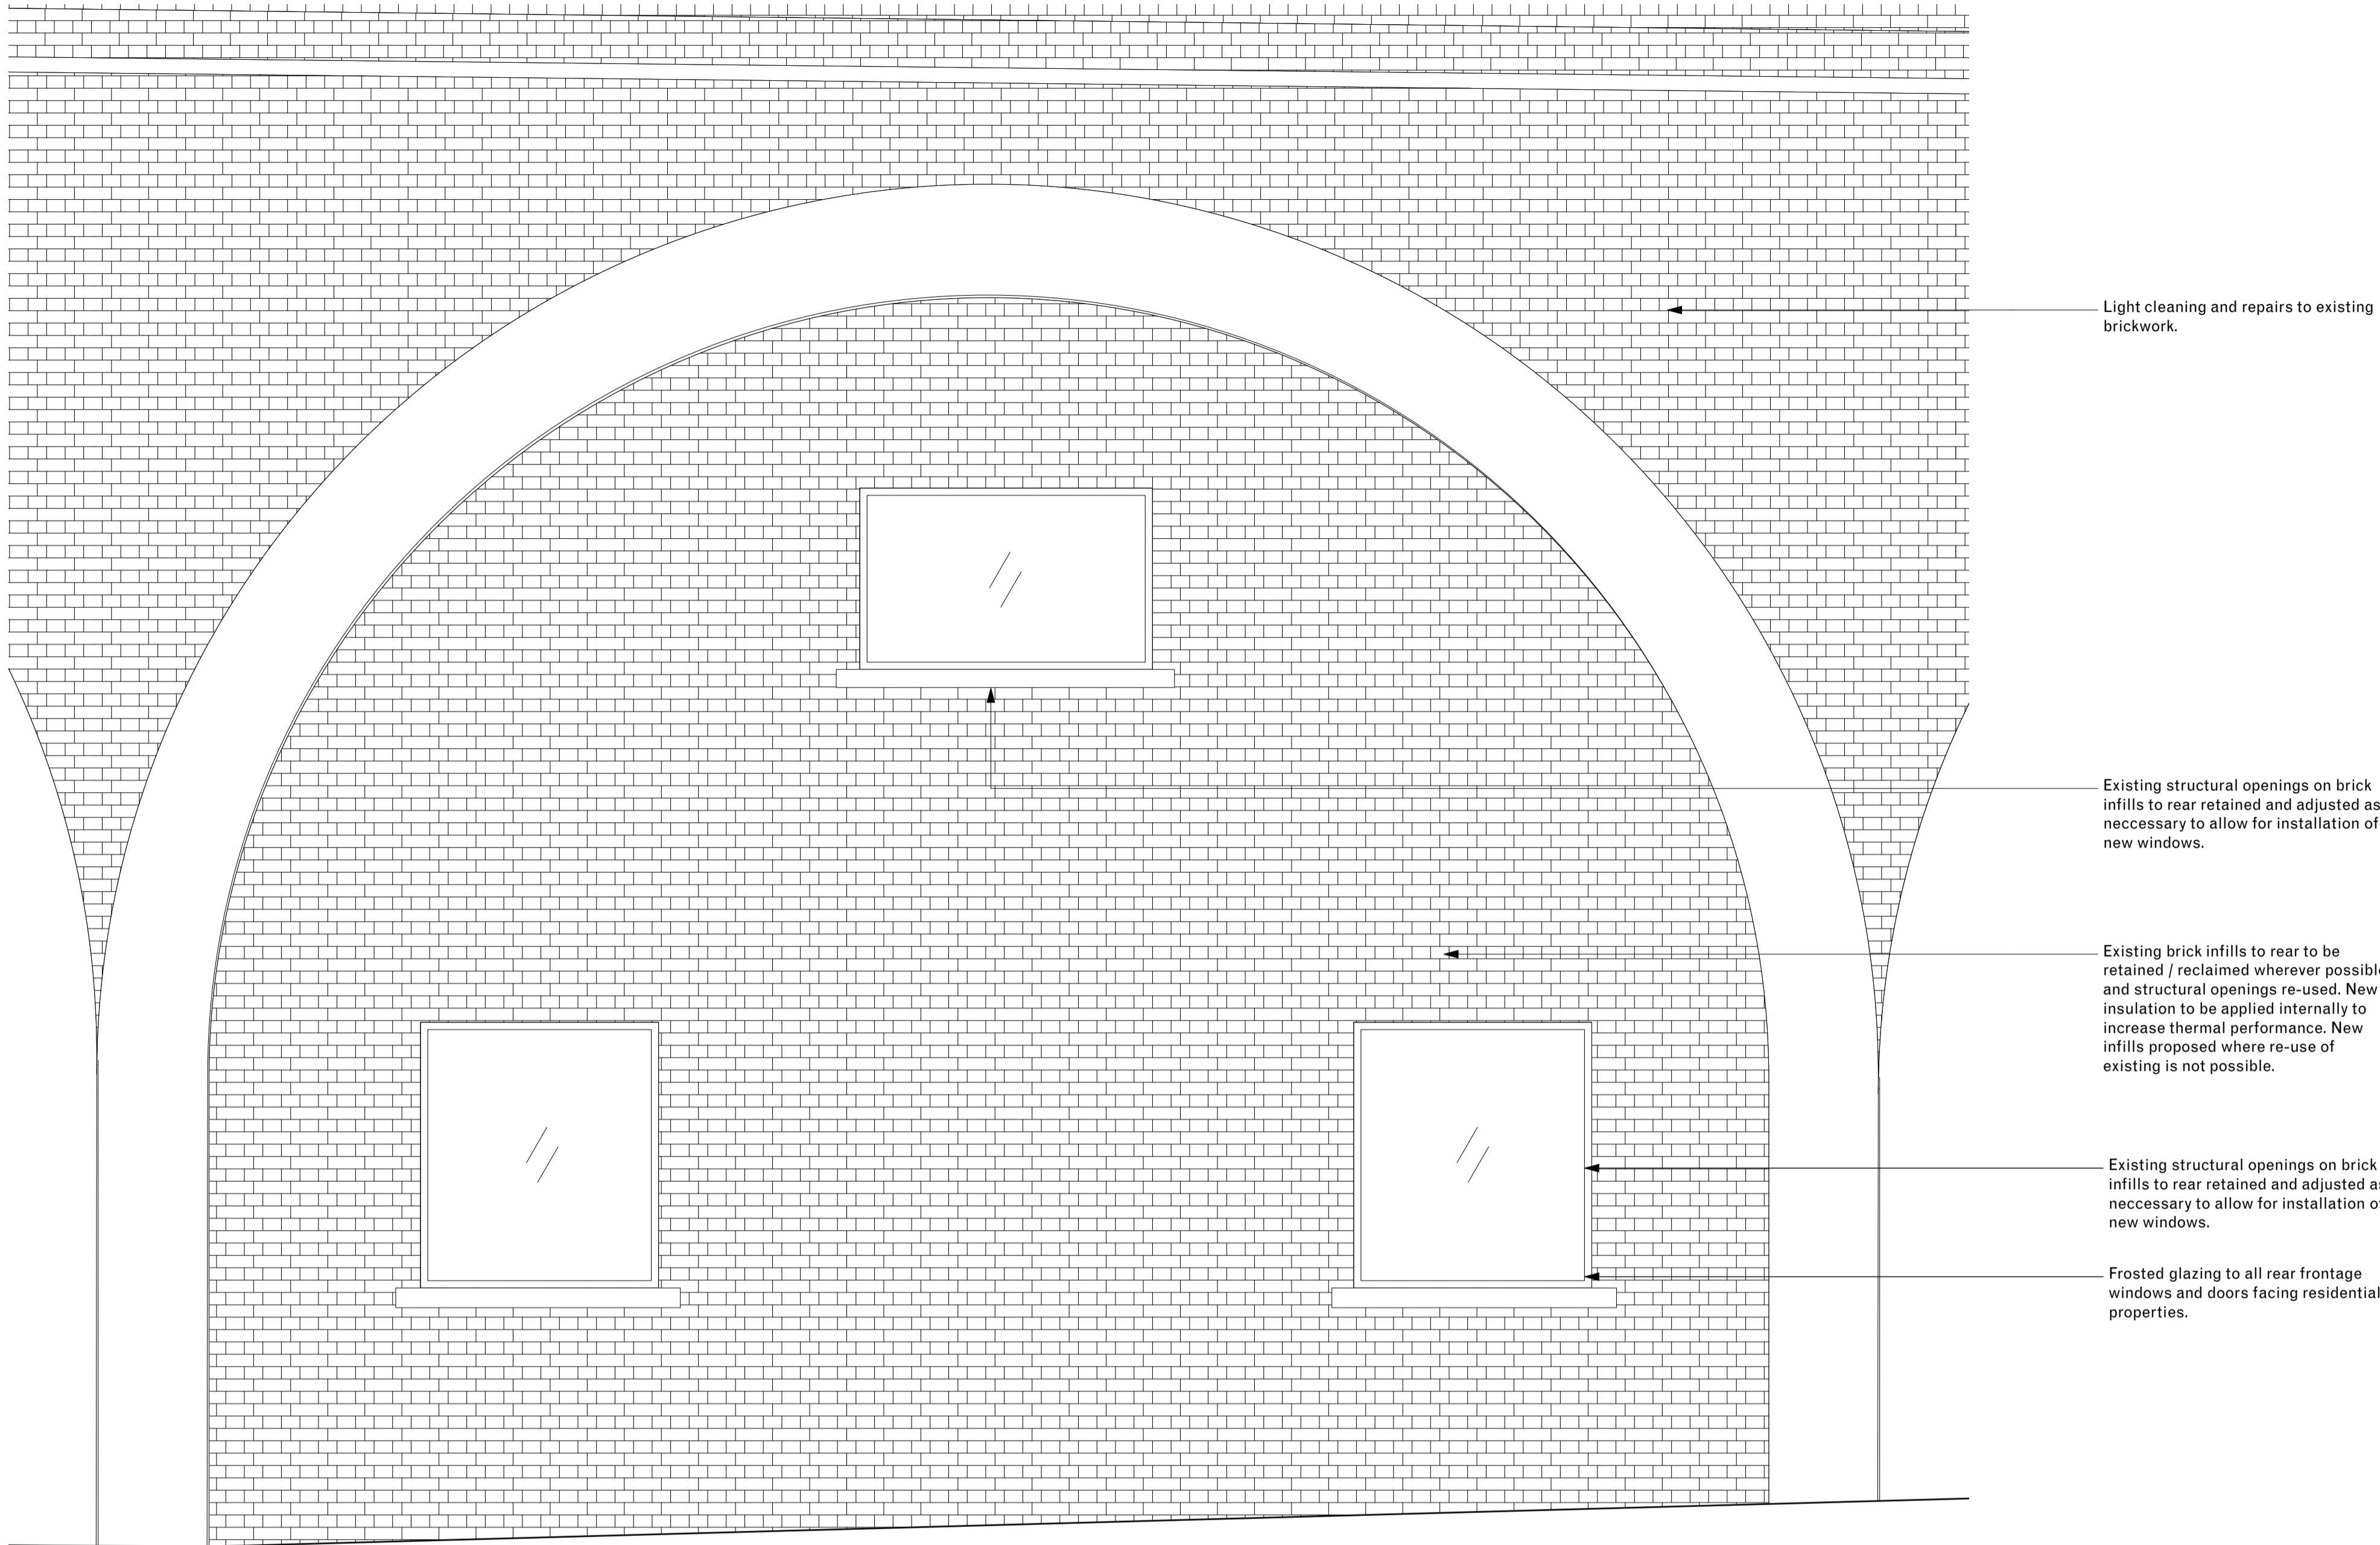 Light cleaning and repairs to existing
brickwork.
Existing structural openings on brick
infills to rear retained and adjusted as
neccessary to allow for installation of
new windows.
Existing brick infills to rear to be
retained / reclaimed wherever possible
and structural openings re-used. New
insulation to be applied internally to
increase thermal performance. New
infills proposed where re-use of
existing is not possible.
Existing structural openings on brick
infills to rear retained and adjusted as
neccessary to allow for installation of
new windows.
Frosted glazing to all rear frontage
windows and doors facing residential
properties.